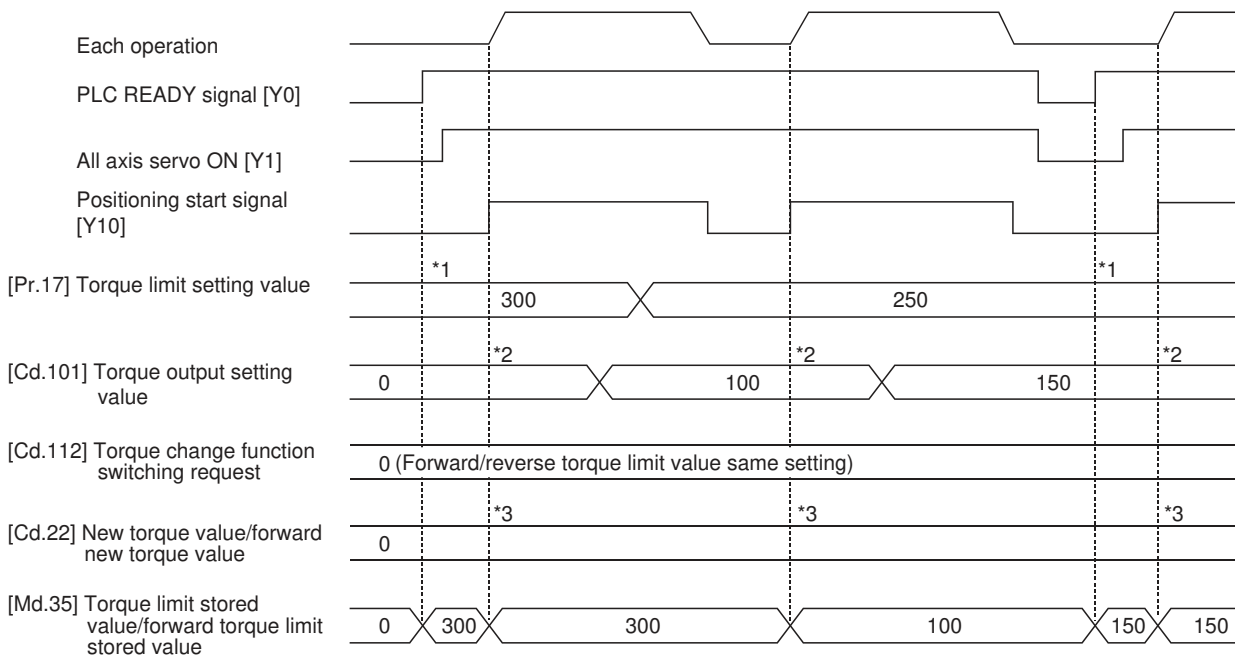 Each operation
PLC READY signal [Y0]
All axis servo ON [Y1]
Positioning start signal
[Y10]
*1 *1
[Pr.17] Torque limit setting value
300 250
*2 *2 *2
[Cd.101] Torque output setting
value
0 100 150
[Cd.112] Torque change function
switching request
0 (Forward/reverse torque limit value same setting)
*3 *3 *3
[Cd.22] New torque value/forward
new torque value
0
[Md.35] Torque limit stored
value/forward torque limit
stored value
0 300 300 100 150 150